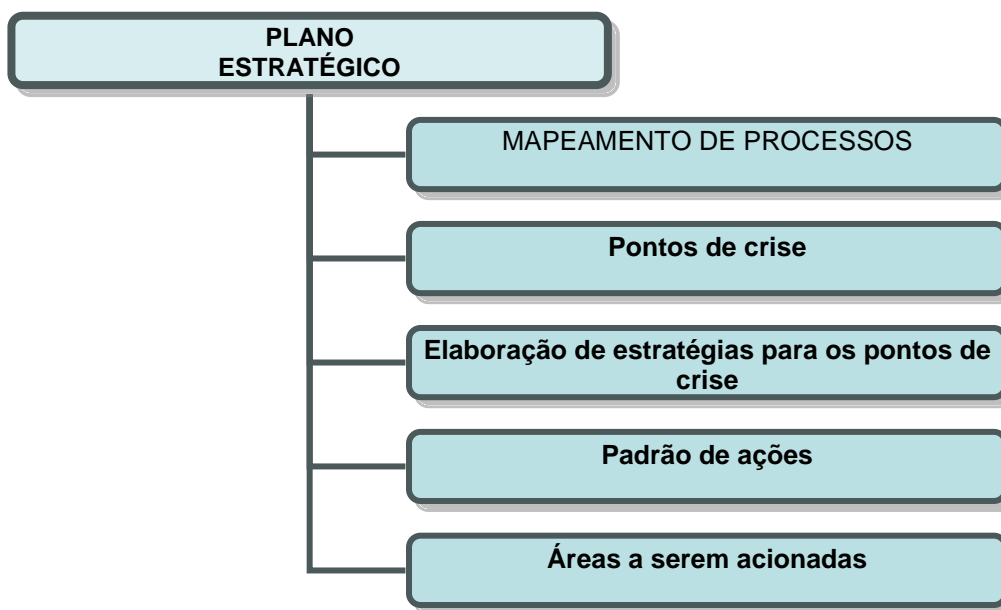 PLANO
ESTRATÉGICO
MAPEAMENTO DE PROCESSOS
Pontos de crise
Elaboração de estratégias para os pontos de
crise
Padrão de ações
Áreas a serem acionadas